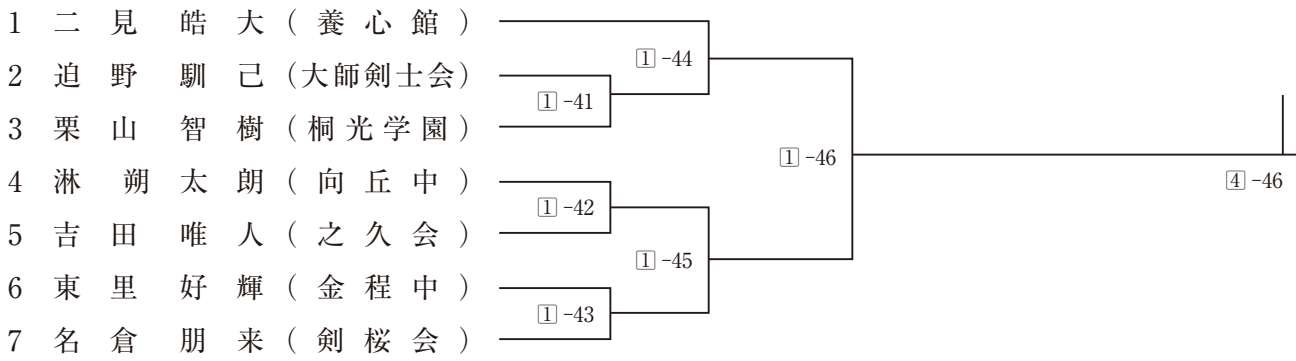 1 二見 皓大(養心館)
1-44
2 迫野 馴己(大師剣士会)
1-41
3 栗山 智樹(桐光学園)
1-46
4 淋 朔太朗(向丘中)
4-46
1-42
5 吉田 唯人(之久会)
1-45
6 東里 好輝(金程中)
1-43
7 名倉 朋来(剣桜会)